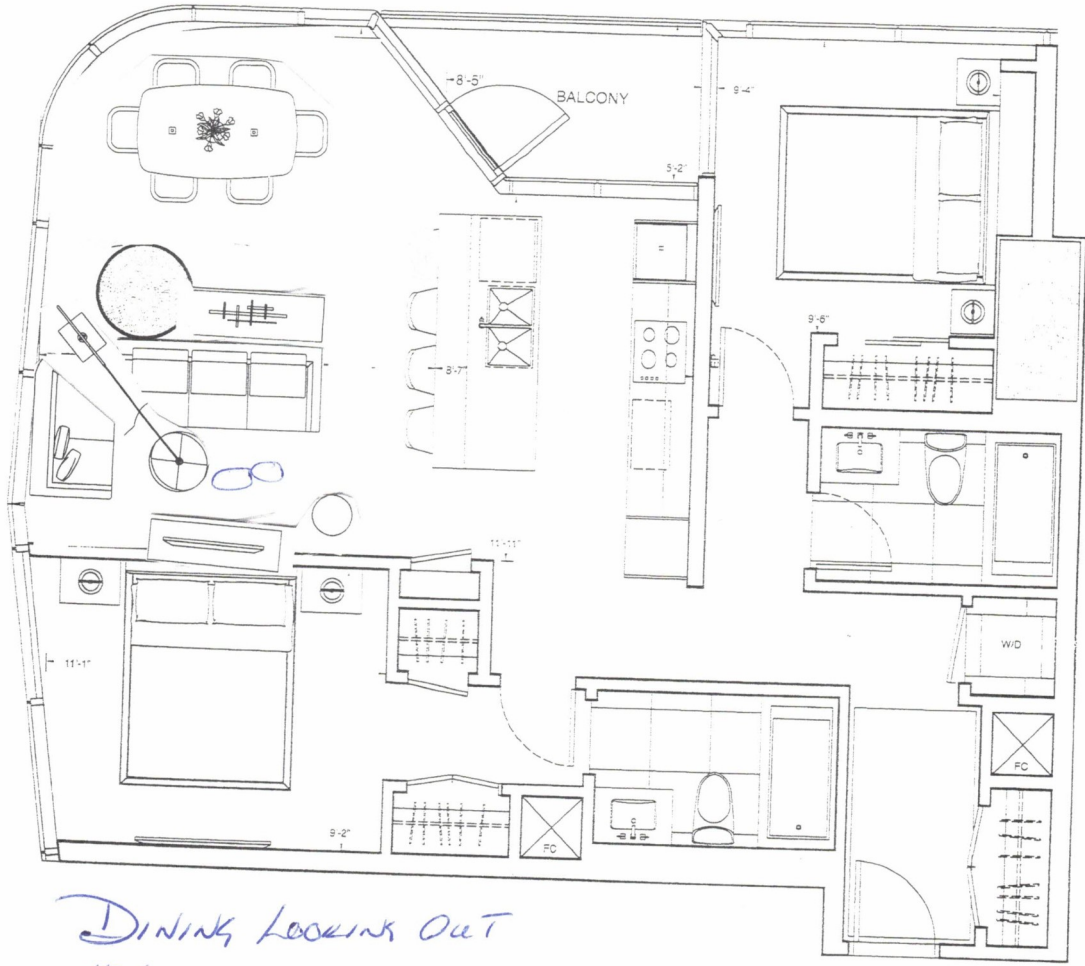 8'-5"
BALCONY
9'-4"
5'-2"
9'-6"
8'-7"
11'-11"
W/D
11'-1"
FC
9'-2"
FC
DINING LOOKING OUT